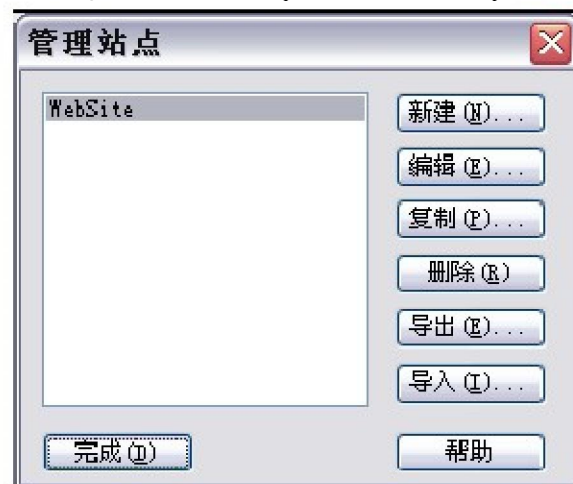 管理站点
WebSite
新建(N)...
编辑(E)...
复制(P)...
删除(R)
导出(E)...
导入(I)...
完成(D)
帮助